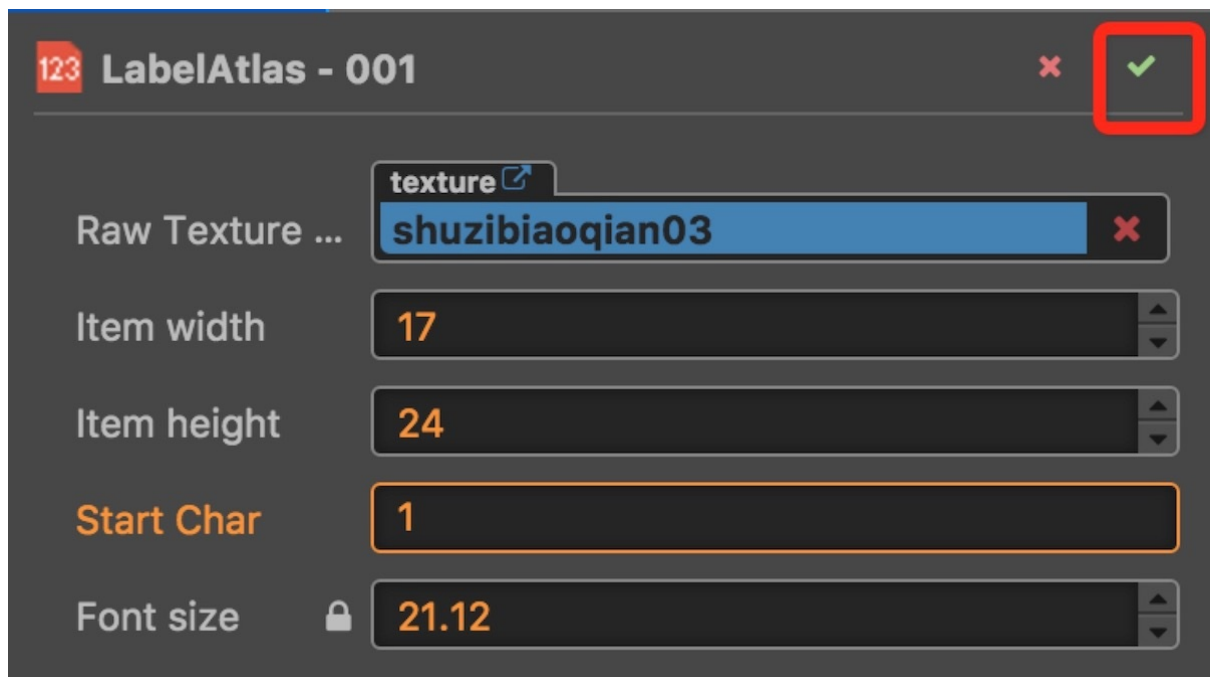 123 LabelAtlas - 001
texture
Raw Texture ... shuzibiaoqian03
Item width 17
Item height 24
Start Char 1
Font size 21.12